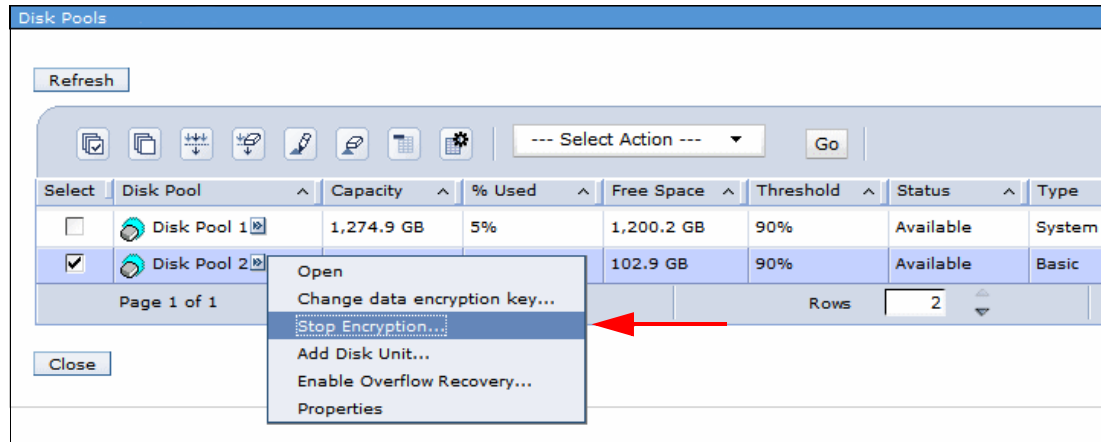 Disk Pools
Refresh
--- Select Action --- Go
Select Disk Pool Capacity % Used Free Space Threshold Status Type
Disk Pool 1 1,274.9 GB 5% 1,200.2 GB 90% Available System
Disk Pool 2 102.9 GB 90% Available Basic
Page 1 of 1 Rows 2
Open
Change data encryption key...
Stop Encryption...
Add Disk Unit...
Enable Overflow Recovery...
Properties
Close